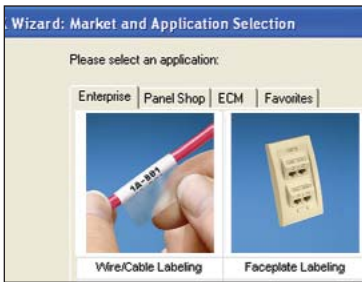 Wizard: Market and Application Selection
Please select an application:
Enterprise Panel Shop ECM Favorites
1A-B01
Wire/Cable Labeling Faceplate Labeling